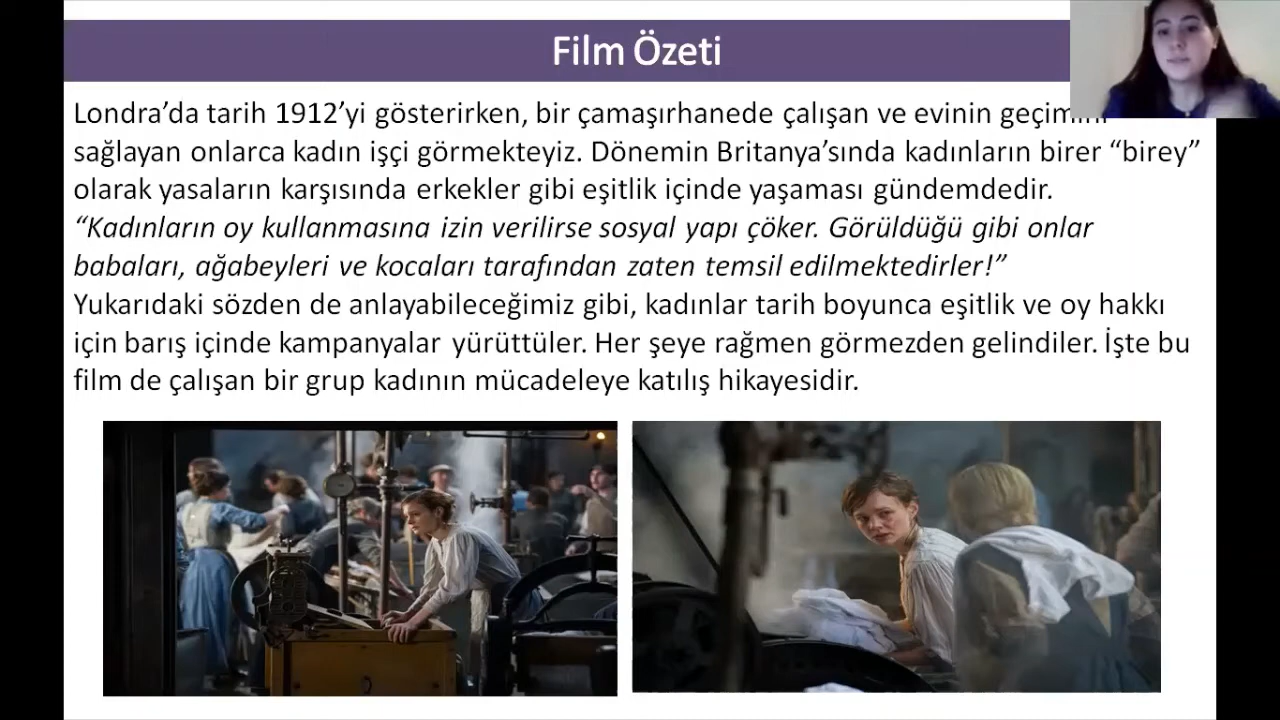 Film Özeti
Londra’da tarih 1912’yi gösterirken, bir çamaşırhanede çalışan ve evinin geçimini
sağlayan onlarca kadın işçi görmekteyiz. Dönemin Britanya’sında kadınların birer “birey”
olarak yasaların karşısında erkekler gibi eşitlik içinde yaşaması gündemdedir.
“Kadınların oy kullanmasına izin verilirse sosyal yapı çöker. Görüldüğü gibi onlar
babaları, ağabeyleri ve kocaları tarafından zaten temsil edilmektedirler!”
Yukarıdaki sözden de anlayabileceğimiz gibi, kadınlar tarih boyunca eşitlik ve oy hakkı
için barış içinde kampanyalar yürüttüler. Her şeye rağmen görmezden gelindiler. İşte bu
film de çalışan bir grup kadının mücadeleye katılış hikayesidir.